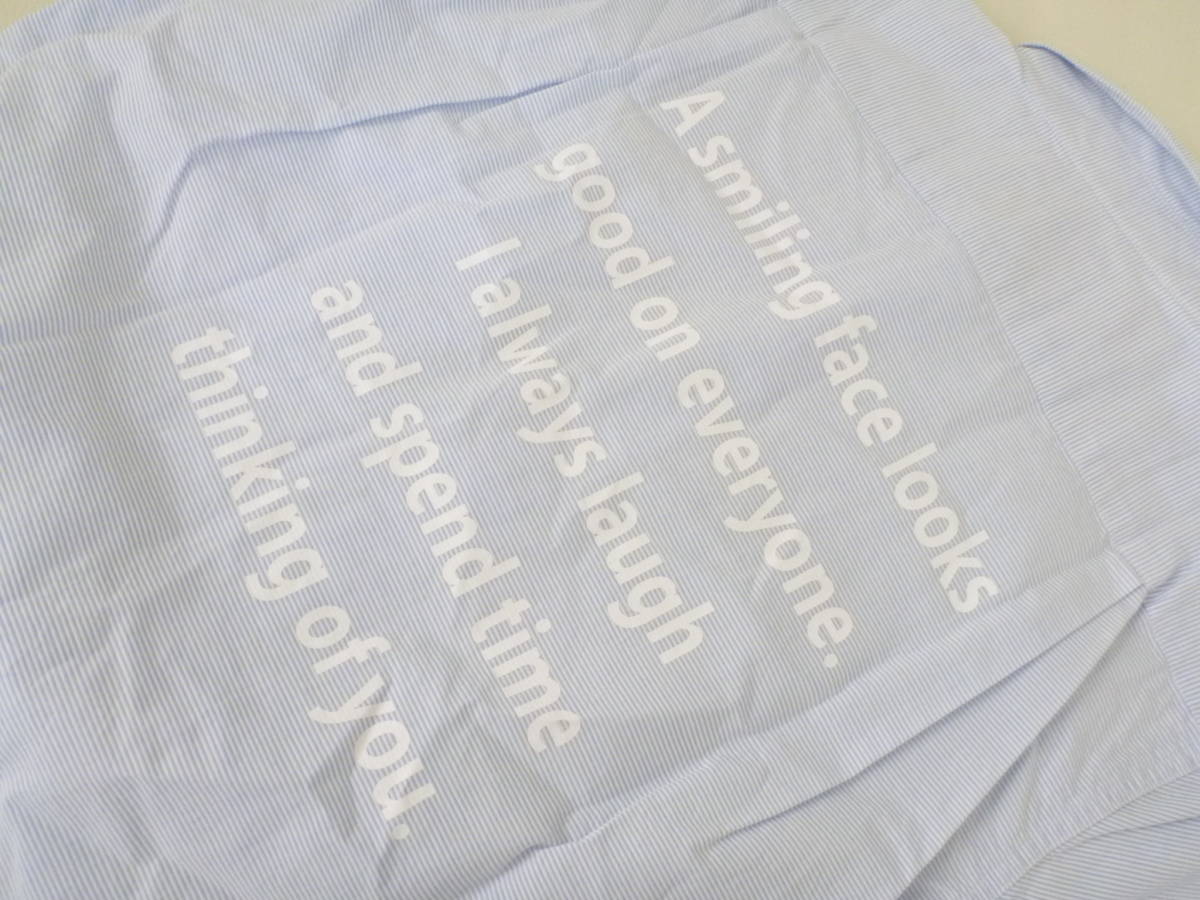 A smiling face looks
good on everyone.
I always laugh
and spend time
thinking of you.